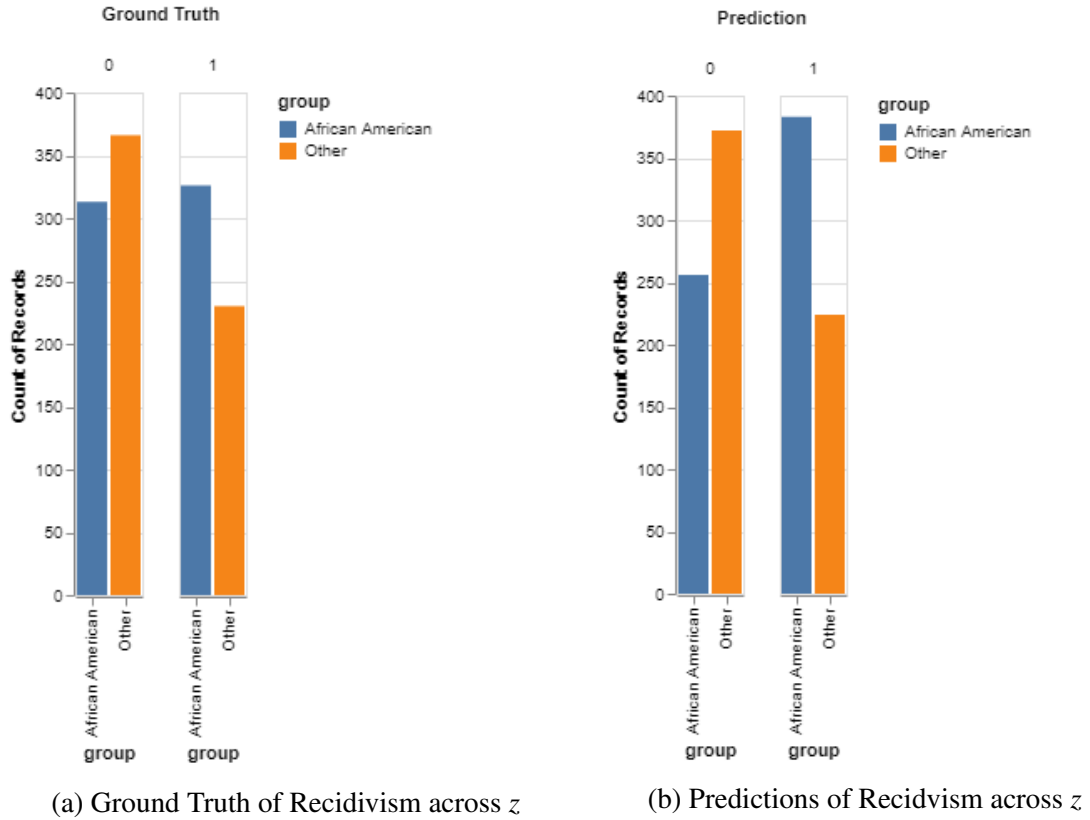 Ground Truth
0 1
400
350
300
250
200
150
100
50
0
Count of Records
African American
Other
African American
Other
group
group
group
African American
Other
(a) Ground Truth of Recidivism across z
Prediction
0 1
400
350
300
250
200
150
100
50
0
Count of Records
African American
Other
African American
Other
group
group
group
African American
Other
(b) Predictions of Recidvism across z